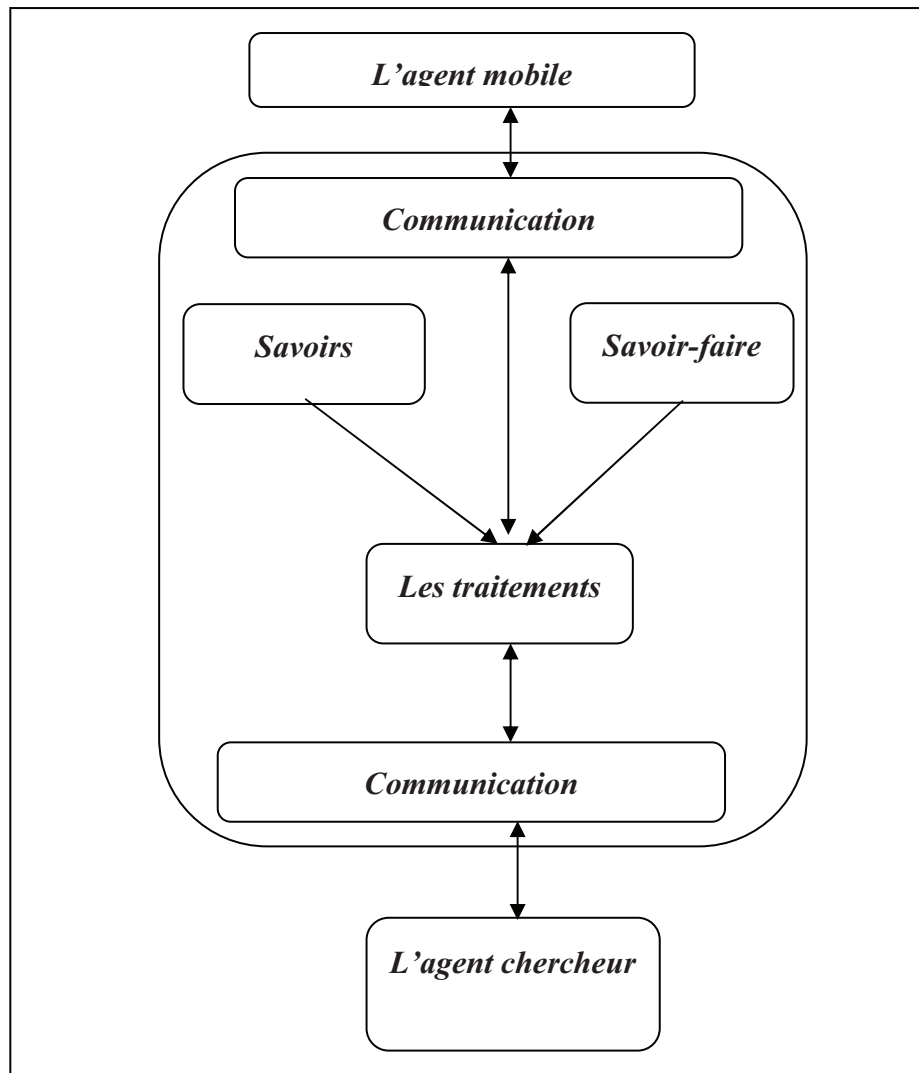 L’agent mobile
Communication
Savoirs
Savoir-faire
Les traitements
Communication
L’agent chercheur